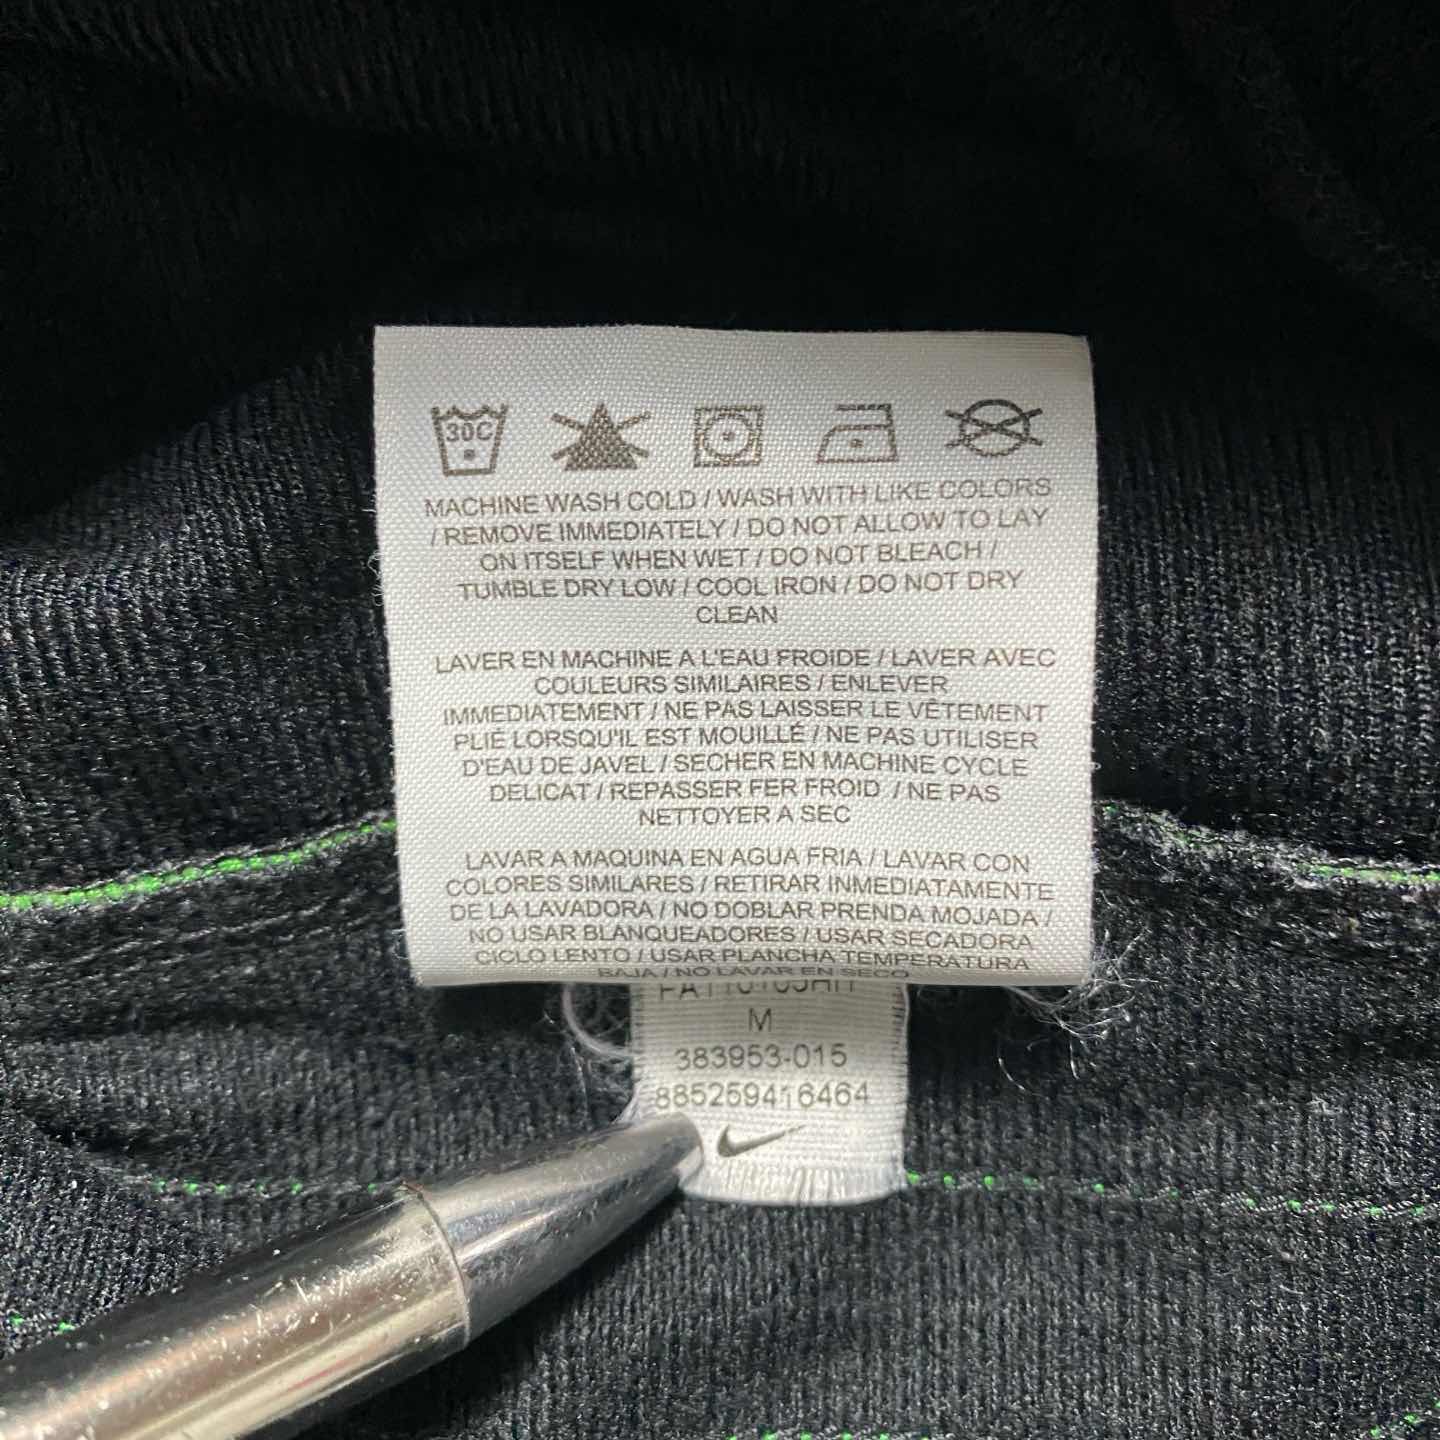 30C
MACHINE WASH COLD / WASH WITH LIKE COLORS
/ REMOVE IMMEDIATELY / DO NOT ALLOW TO LAY
ON ITSELF WHEN WET / DO NOT BLEACH /
TUMBLE DRY LOW / COOL IRON / DO NOT DRY
CLEAN
LAVER EN MACHINE A L'EAU FROIDE / LAVER AVEC
COULEURS SIMILAIRES / ENLEVER
IMMEDIATEMENT / NE PAS LAISSER LE VÊTEMENT
PLIÉ LORSQU'IL EST MOUILLÉ / NE PAS UTILISER
D'EAU DE JAVEL / SECHER EN MACHINE CYCLE
DELICAT / REPASSER FER FROID / NE PAS
NETTOYER A SEC
LAVAR A MAQUINA EN AGUA FRIA / LAVAR CON
COLORES SIMILARES / RETIRAR INMEDIATAMENTE
DE LA LAVADORA / NO DOBLAR PRENDA MOJADA /
NO USAR BLANQUEADORES / USAR SECADORA
CICLO LENTO / USAR PLANCHA TEMPERATURA
BAJA / NO LAVAR EN SECO
M
383953-015
885259416464